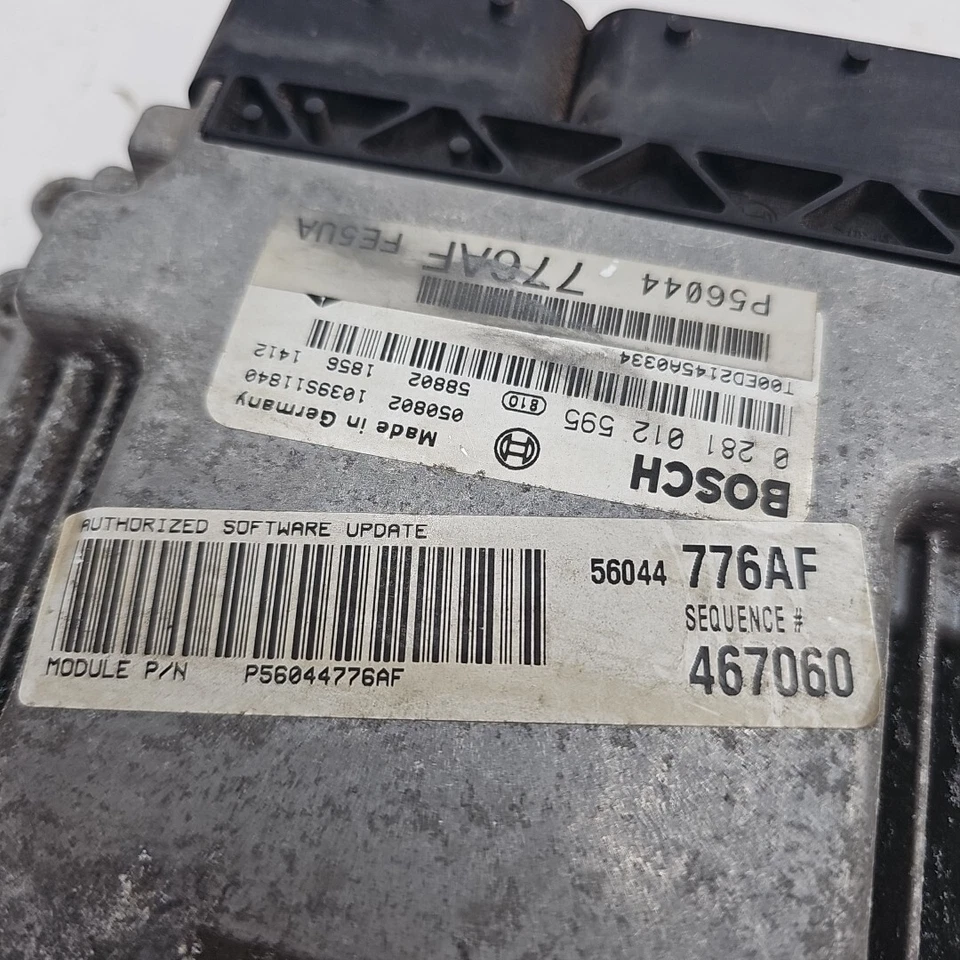 P56044 776AF FE5UA
T00ED2145A0334
BOSCH
0 281 012 595
810
58802 1856 1412
050802 1039S11840
Made in Germany
AUTHORIZED SOFTWARE UPDATE
56044 776AF
SEQUENCE #
467060
MODULE P/N P56044776AF